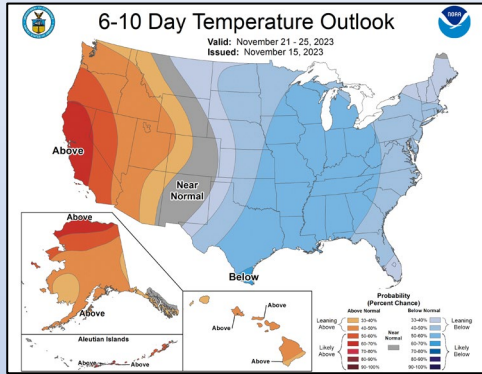 6-10 Day Temperature Outlook
NOAA
Valid: November 21 - 25, 2023
Issued: November 15, 2023
Above
Near
Normal
Below
Above
Above
Aleutian Islands
Above
Above
Above
Above
Above
Probability
(Percent Chance)
Above Normal
Below Normal
Leaning
Above
33-40%
40-50%
Near
Normal
33-40%
40-50%
Leaning
Below
Likely
Above
50-60%
60-70%
70-80%
80-90%
90-100%
50-60%
60-70%
70-80%
80-90%
90-100%
Likely
Below